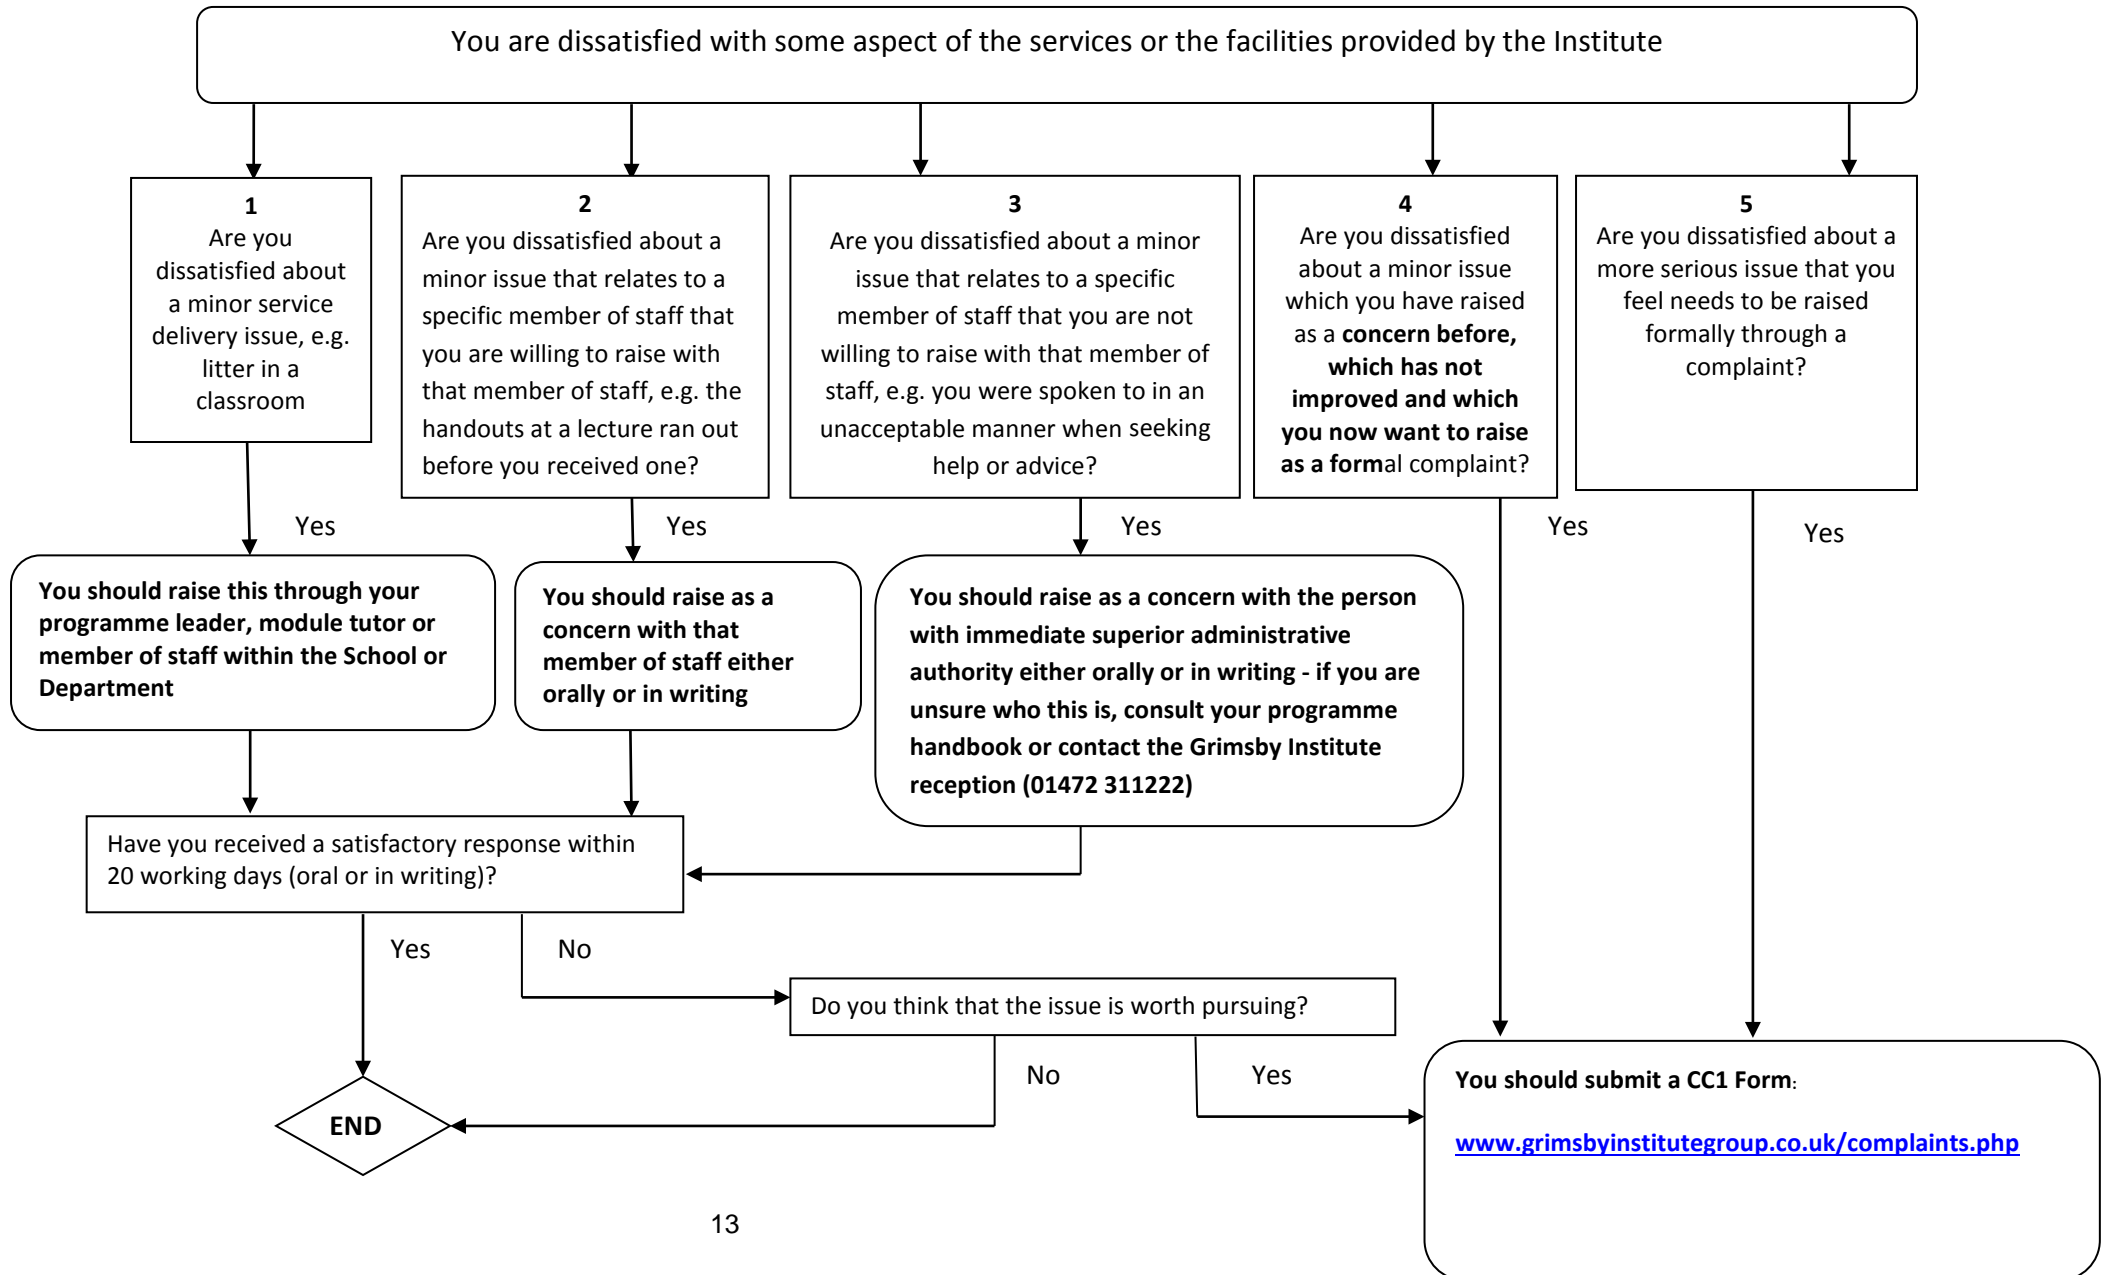 You are dissatisfied with some aspect of the services or the facilities provided by the Institute
1
Are you
dissatisfied about
a minor service
delivery issue, e.g.
litter in a
classroom
2
Are you dissatisfied about a
minor issue that relates to a
specific member of staff that
you are willing to raise with
that member of staff, e.g. the
handouts at a lecture ran out
before you received one?
3
Are you dissatisfied about a minor
issue that relates to a specific
member of staff that you are not
willing to raise with that member of
staff, e.g. you were spoken to in an
unacceptable manner when seeking
help or advice?
4
Are you dissatisfied
about a minor issue
which you have raised
as a concern before,
which has not
improved and which
you now want to raise
as a formal complaint?
5
Are you dissatisfied about a
more serious issue that you
feel needs to be raised
formally through a
complaint?
Yes
Yes
Yes
Yes
Yes
You should raise this through your
programme leader, module tutor or
member of staff within the School or
Department
You should raise as a
concern with that
member of staff either
orally or in writing
You should raise as a concern with the person
with immediate superior administrative
authority either orally or in writing - if you are
unsure who this is, consult your programme
handbook or contact the Grimsby Institute
reception (01472 311222)
Have you received a satisfactory response within
20 working days (oral or in writing)?
Yes
No
Do you think that the issue is worth pursuing?
No
Yes
END
You should submit a CC1 Form:
www.grimsbyinstitutegroup.co.uk/complaints.php
13